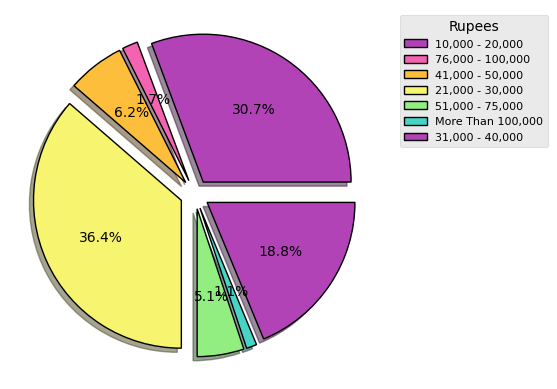 Rupees
10,000 - 20,000
76,000 - 100,000
41,000 - 50,000
21,000 - 30,000
51,000 - 75,000
More Than 100,000
31,000 - 40,000
30.7%
1.7%
6.2%
36.4%
5.1%
1.1%
18.8%